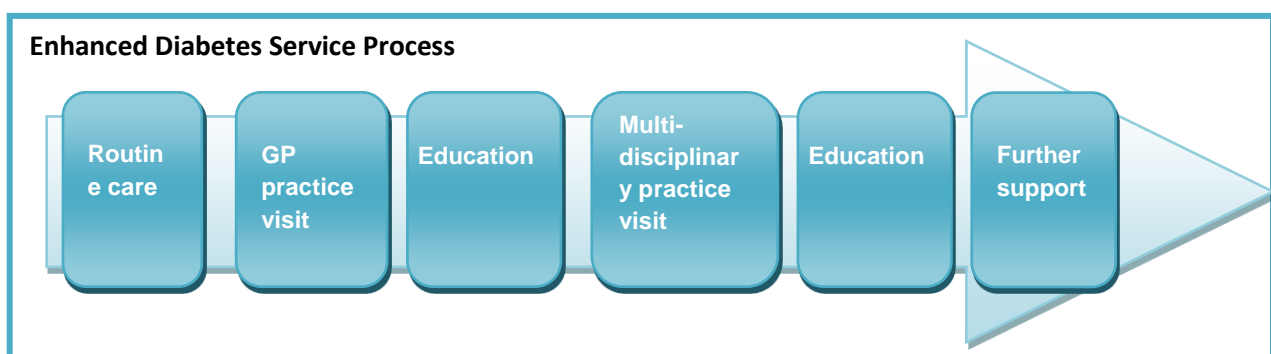 Enhanced Diabetes Service Process
Routin
e care
GP
practice
visit
Education
Multi-
disciplinar
y practice
visit
Education
Further
support